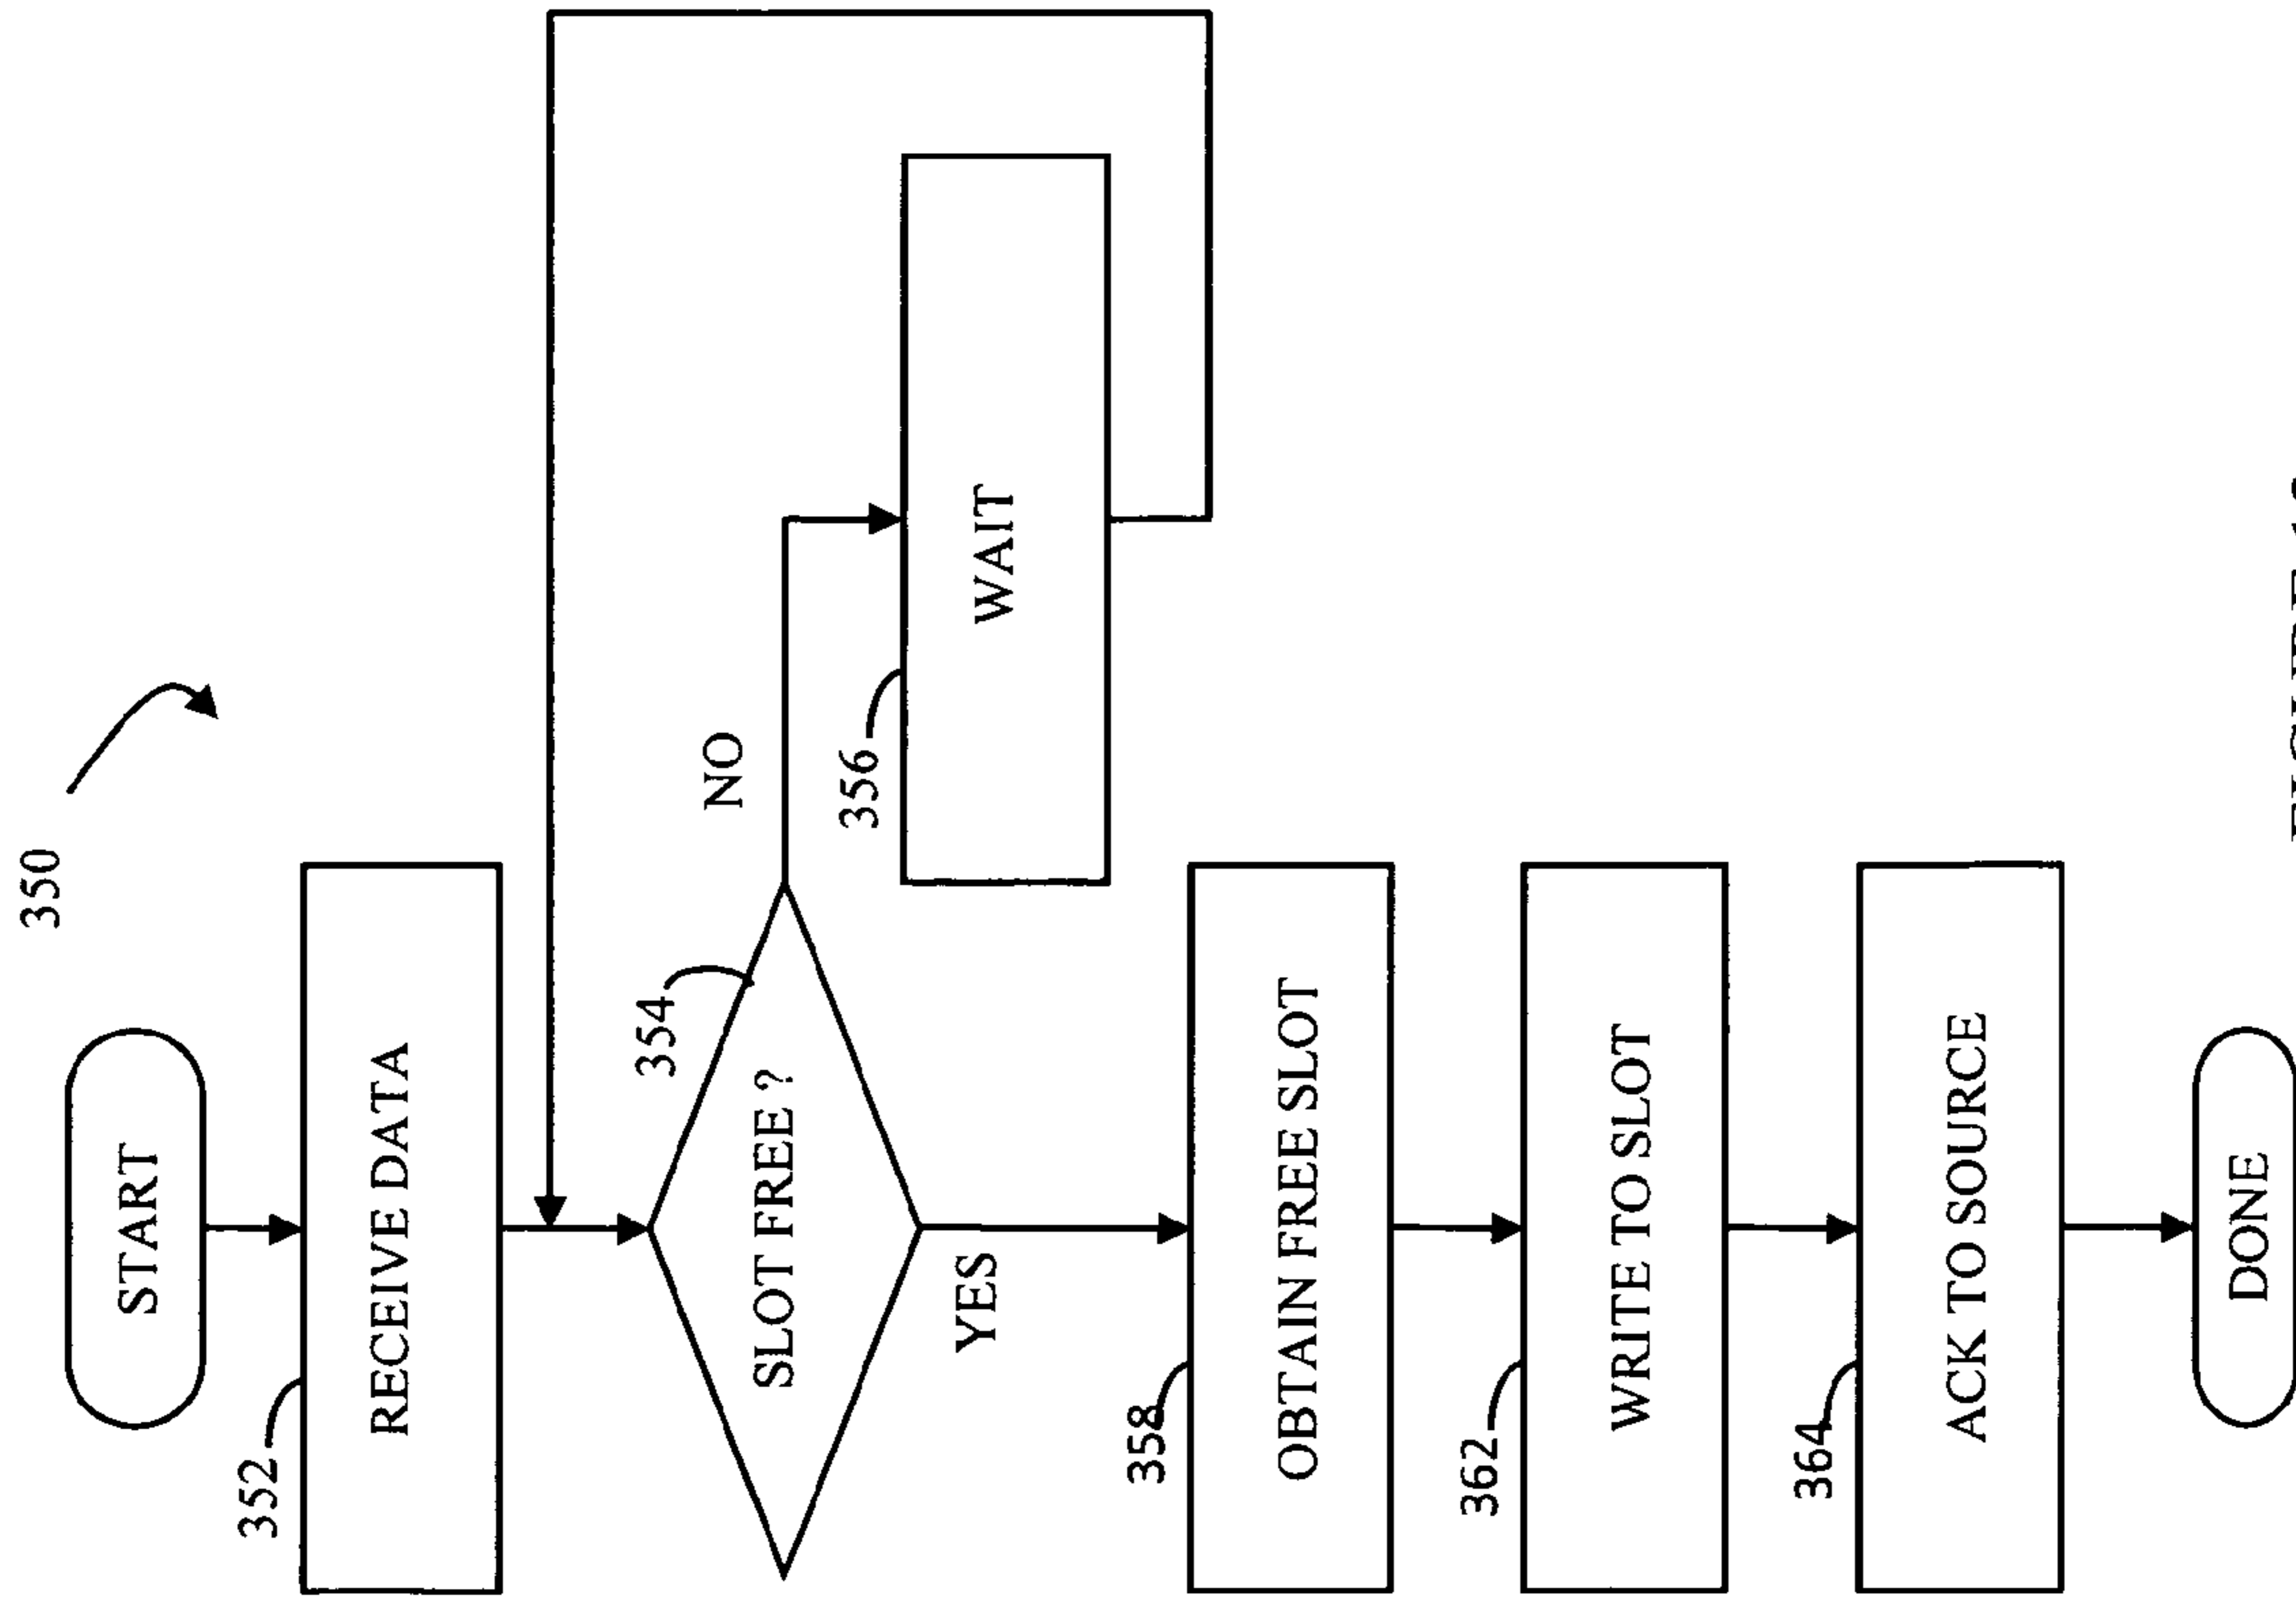 350
START
352
RECEIVE DATA
354
SLOT FREE ?
NO
356
WAIT
YES
358
OBTAIN FREE SLOT
362
WRITE TO SLOT
364
ACK TO SOURCE
DONE